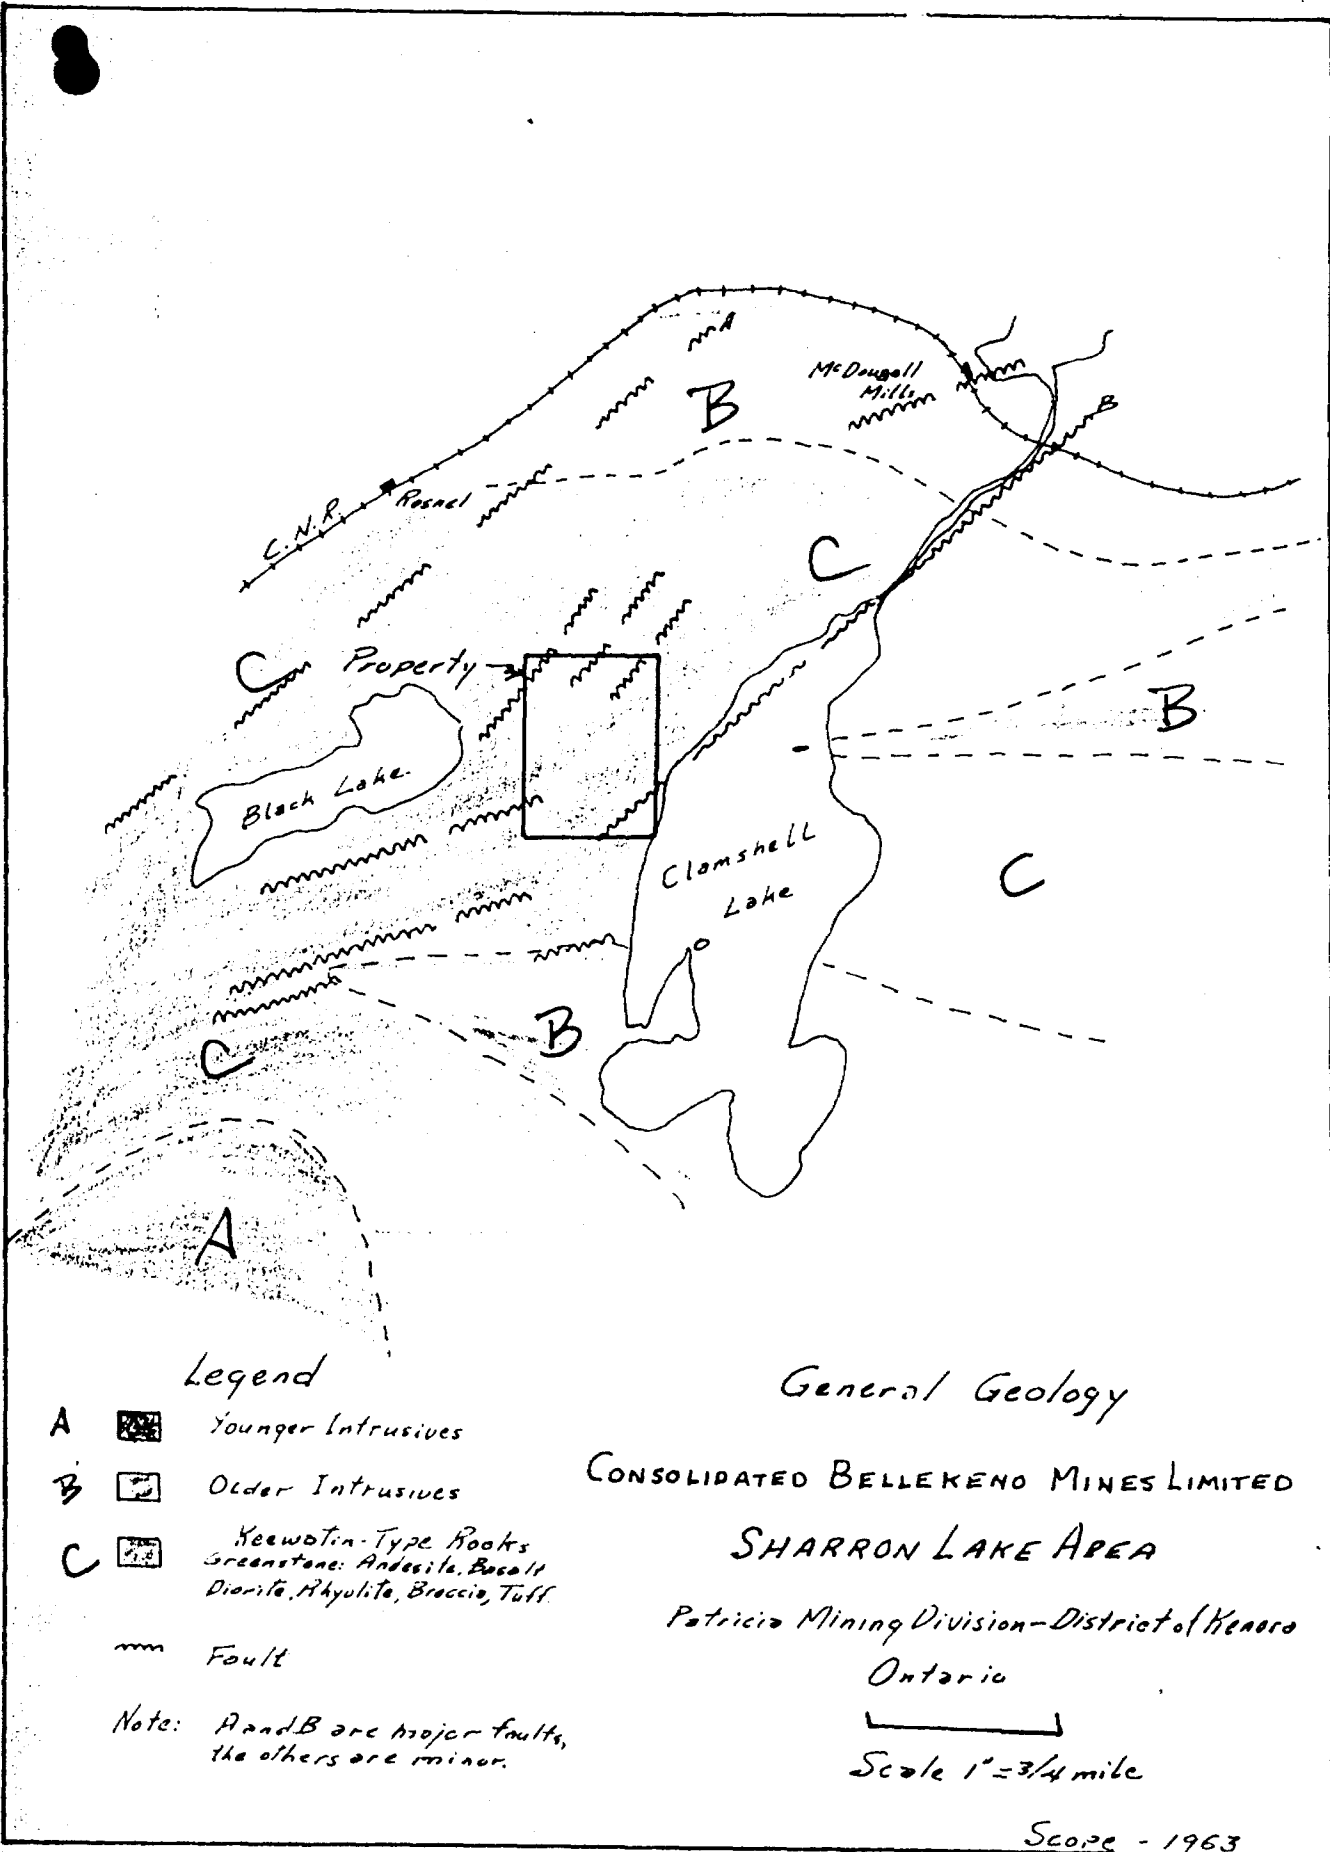 A
McDougall
Mills
B
B
Rosnel
C.N.R.
C
C
Property
B
Black Lake
Clamshell
Lake
C
B
C
A
Legend
A Younger Intrusives
B Older Intrusives
C Keewatin-Type Rocks
Greenstone: Andesite, Basalt
Diorite, Rhyolite, Breccia, Tuff
Fault
Note: A and B are major faults,
the others are minor.
General Geology
CONSOLIDATED BELLEKENO MINES LIMITED
SHARRON LAKE AREA
Patricia Mining Division - District of Kenora
Ontario
Scale 1" = 3/4 mile
Scope - 1963